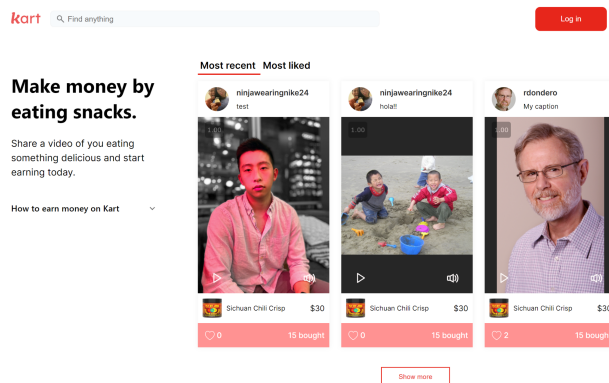 kart
Find anything
Log in
Most recent Most liked
Make money by
eating snacks.
Share a video of you eating
something delicious and start
earning today.
How to earn money on Kart
ninjawearingnike24
test
1.00
Sichuan Chili Crisp $30
0 15 bought
ninjawearingnike24
hola!!
1.00
Sichuan Chili Crisp $30
0 15 bought
rdondero
My caption
1.00
Sichuan Chili Crisp $30
2 15 bought
Show more